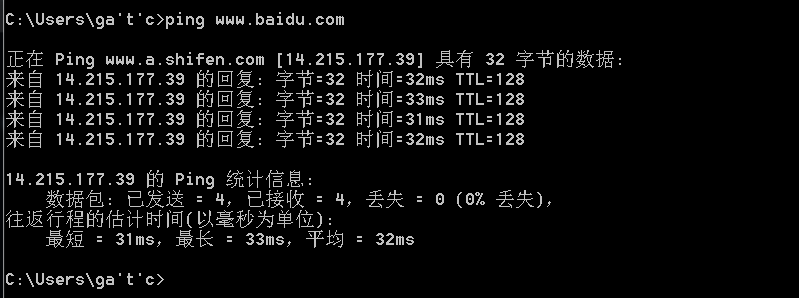 C:\Users\ga't'c>ping www.baidu.com
正在 Ping www.a.shifen.com [14.215.177.39] 具有 32 字节的数据:
来自 14.215.177.39 的回复: 字节=32 时间=32ms TTL=128
来自 14.215.177.39 的回复: 字节=32 时间=33ms TTL=128
来自 14.215.177.39 的回复: 字节=32 时间=31ms TTL=128
来自 14.215.177.39 的回复: 字节=32 时间=32ms TTL=128
14.215.177.39 的 Ping 统计信息:
数据包: 已发送 = 4, 已接收 = 4, 丢失 = 0 (0% 丢失),
往返行程的估计时间(以毫秒为单位):
最短 = 31ms, 最长 = 33ms, 平均 = 32ms
C:\Users\ga't'c>